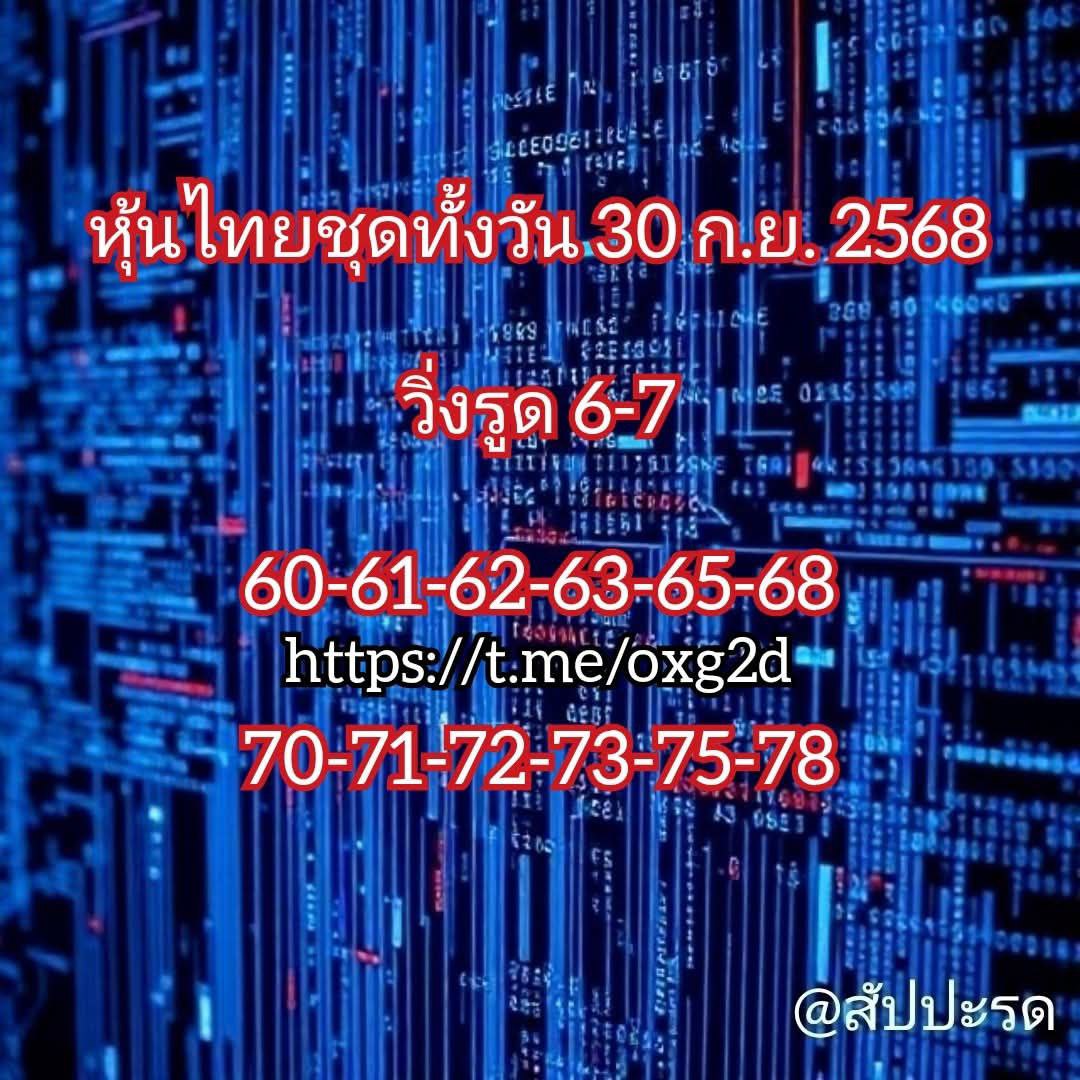 หุ้นไทยชุดทั้งวัน 30 ก.ย. 2568
วิ่งรูด 6-7
60-61-62-63-65-68
https://t.me/oxg2d
70-71-72-73-75-78
@สัปปะรด